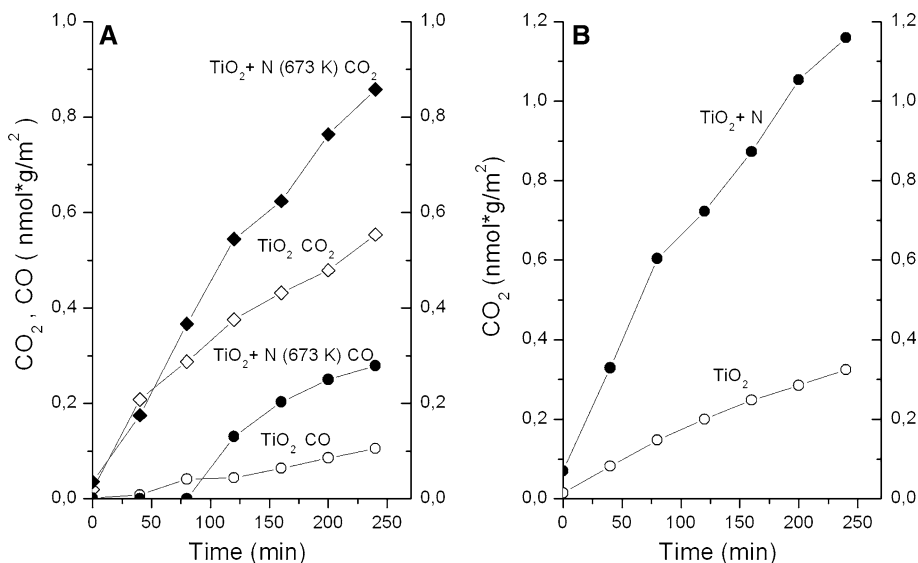 A
TiO2+ N (673 K) CO2
TiO2 CO2
TiO2+ N (673 K) CO
TiO2 CO
CO2 , CO ( nmol*g/m2)
1,0
0,8
0,6
0,4
0,2
0,0
1,0
0,8
0,6
0,4
0,2
0,0
0 50 100 150 200 250
Time (min)
B
TiO2+ N
TiO2
CO2 (nmol*g/m2)
1,2
1,0
0,8
0,6
0,4
0,2
0,0
1,2
1,0
0,8
0,6
0,4
0,2
0,0
0 50 100 150 200 250
Time (min)